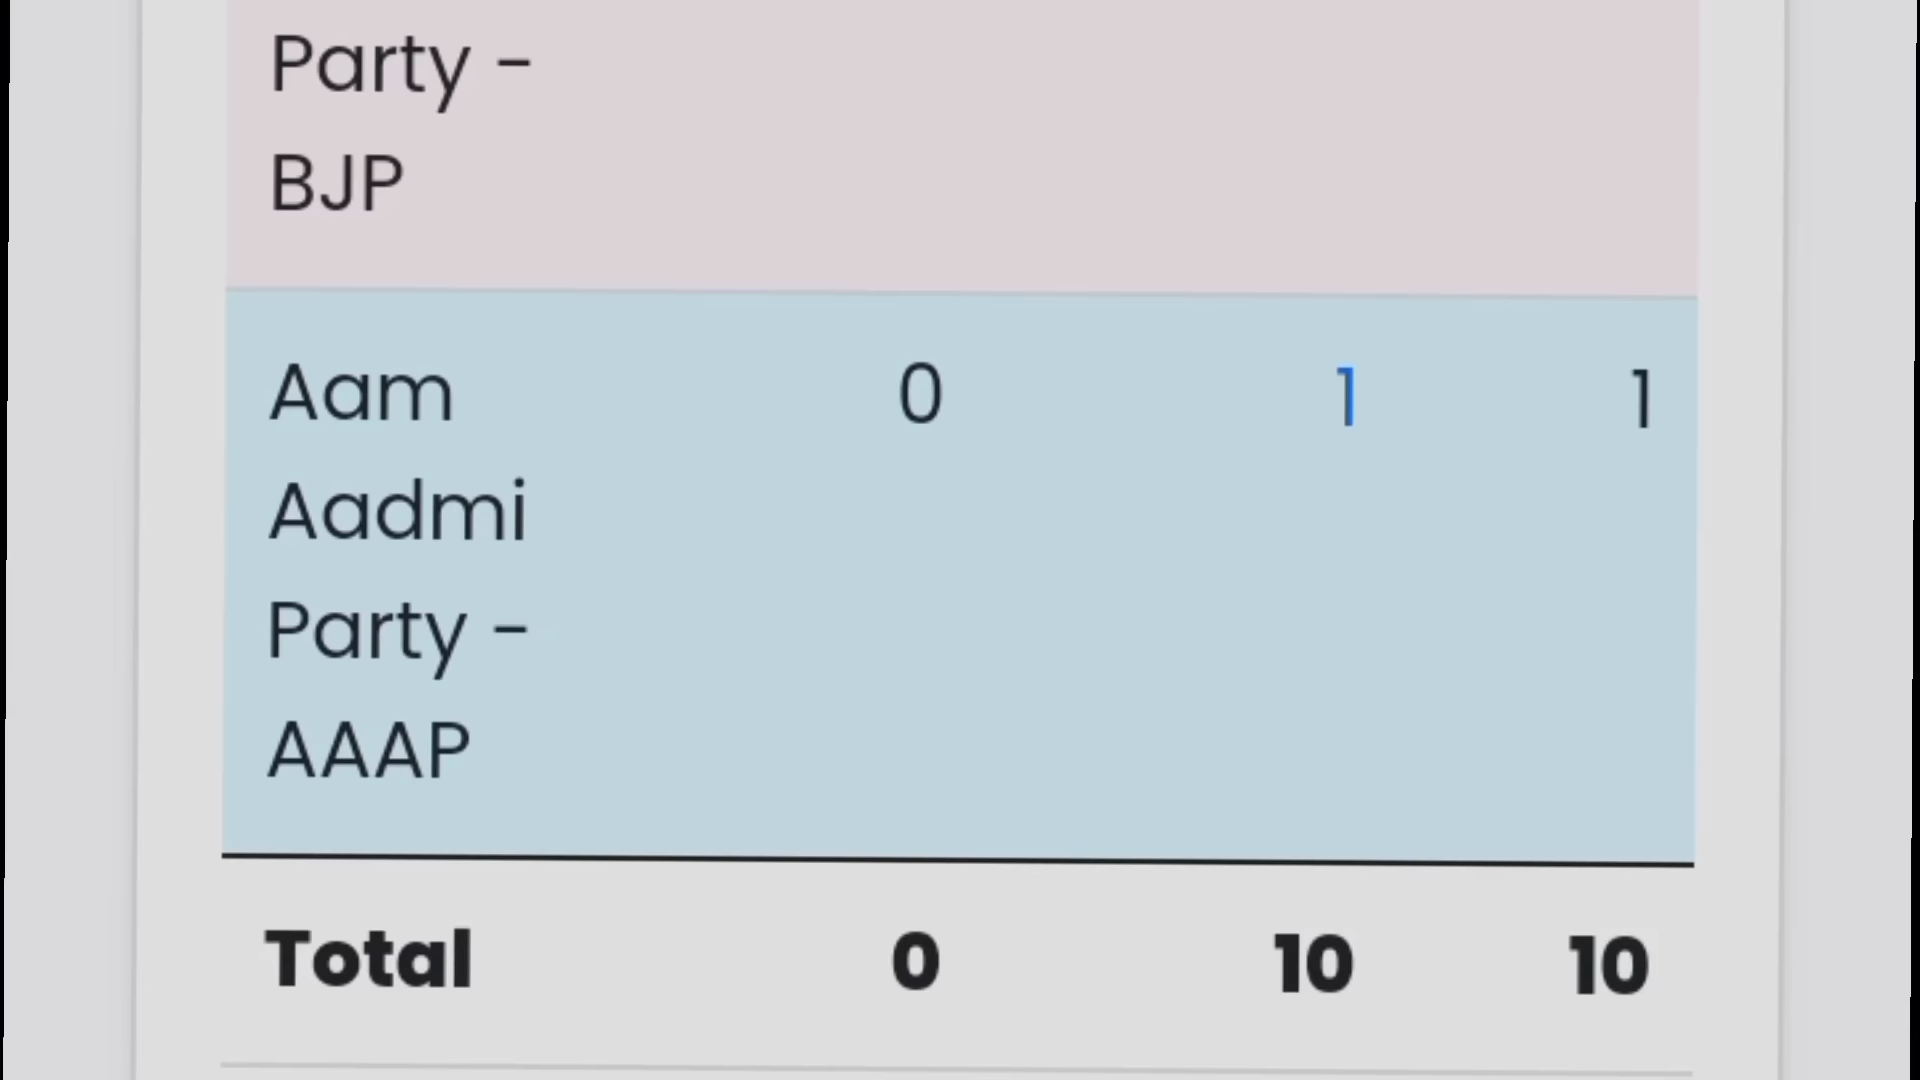 Party -
BJP
Aam 0 1 1
Aadmi
Party -
AAAP
Total 0 10 10